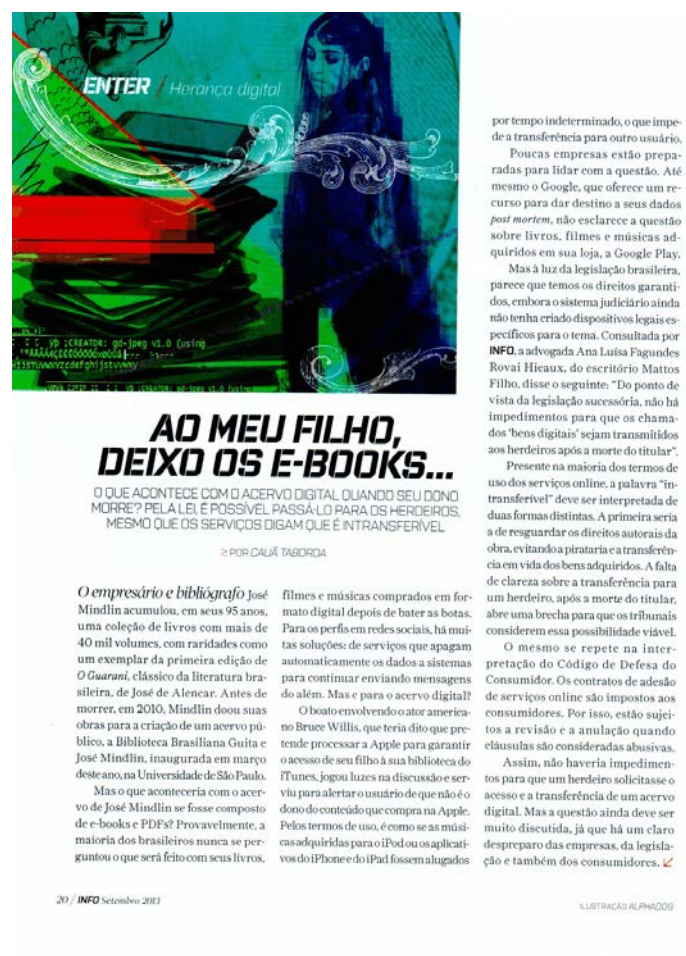 ENTER / Herança digital
AO MEU FILHO,
DEIXO OS E-BOOKS...
O QUE ACONTECE COM O ACERVO DIGITAL QUANDO SEU DONO
MORRE? PELA LEI, É POSSÍVEL PASSÁ-LO PARA OS HERDEIROS,
MESMO QUE OS SERVIÇOS DIGAM QUE É INTRANSFERÍVEL
≥ POR CAUÃ TABORDA
O empresário e bibliógrafo José
Mindlin acumulou, em seus 95 anos,
uma coleção de livros com mais de
40 mil volumes, com raridades como
um exemplar da primeira edição de
O Guarani, clássico da literatura bra-
sileira, de José de Alencar. Antes de
morrer, em 2010, Mindlin doou suas
obras para a criação de um acervo pú-
blico, a Biblioteca Brasiliana Guita e
José Mindlin, inaugurada em março
deste ano, na Universidade de São Paulo.
Mas o que aconteceria com o acer-
vo de José Mindlin se fosse composto
de e-books e PDFs? Provavelmente, a
maioria dos brasileiros nunca se per-
guntou o que será feito com seus livros,
filmes e músicas comprados em for-
mato digital depois de bater as botas.
Para os perfis em redes sociais, há mui-
tas soluções: de serviços que apagam
automaticamente os dados a sistemas
para continuar enviando mensagens
do além. Mas e para o acervo digital?
O boato envolvendo o ator america-
no Bruce Willis, que teria dito que pre-
tende processar a Apple para garantir
o acesso de seu filho à sua biblioteca do
iTunes, jogou luzes na discussão e ser-
viu para alertar o usuário de que não é o
dono do conteúdo que compra na Apple.
Pelos termos de uso, é como se as músi-
cas adquiridas para o iPod ou os aplicati-
vos do iPhone e do iPad fossem alugados
por tempo indeterminado, o que impe-
de a transferência para outro usuário.
Poucas empresas estão prepa-
radas para lidar com a questão. Até
mesmo o Google, que oferece um re-
curso para dar destino a seus dados
post mortem, não esclarece a questão
sobre livros, filmes e músicas ad-
quiridos em sua loja, a Google Play.
Mas à luz da legislação brasileira,
parece que temos os direitos garanti-
dos, embora o sistema judiciário ainda
não tenha criado dispositivos legais es-
pecíficos para o tema. Consultada por
INFO, a advogada Ana Luísa Fagundes
Rovai Hieaux, do escritório Mattos
Filho, disse o seguinte: “Do ponto de
vista da legislação sucessória, não há
impedimentos para que os chama-
dos ‘bens digitais’ sejam transmitidos
aos herdeiros após a morte do titular”.
Presente na maioria dos termos de
uso dos serviços online, a palavra “in-
transferível” deve ser interpretada de
duas formas distintas. A primeira seria
a de resguardar os direitos autorais da
obra, evitando a pirataria e a transferên-
cia em vida dos bens adquiridos. A falta
de clareza sobre a transferência para
um herdeiro, após a morte do titular,
abre uma brecha para que os tribunais
considerem essa possibilidade viável.
O mesmo se repete na inter-
pretação do Código de Defesa do
Consumidor. Os contratos de adesão
de serviços online são impostos aos
consumidores. Por isso, estão sujei-
tos a revisão e a anulação quando
cláusulas são consideradas abusivas.
Assim, não haveria impedimen-
tos para que um herdeiro solicitasse o
acesso e a transferência de um acervo
digital. Mas a questão ainda deve ser
muito discutida, já que há um claro
despreparo das empresas, da legisla-
ção e também dos consumidores.
20 / INFO Setembro 2013
ILUSTRAÇÃO ALPHADOG